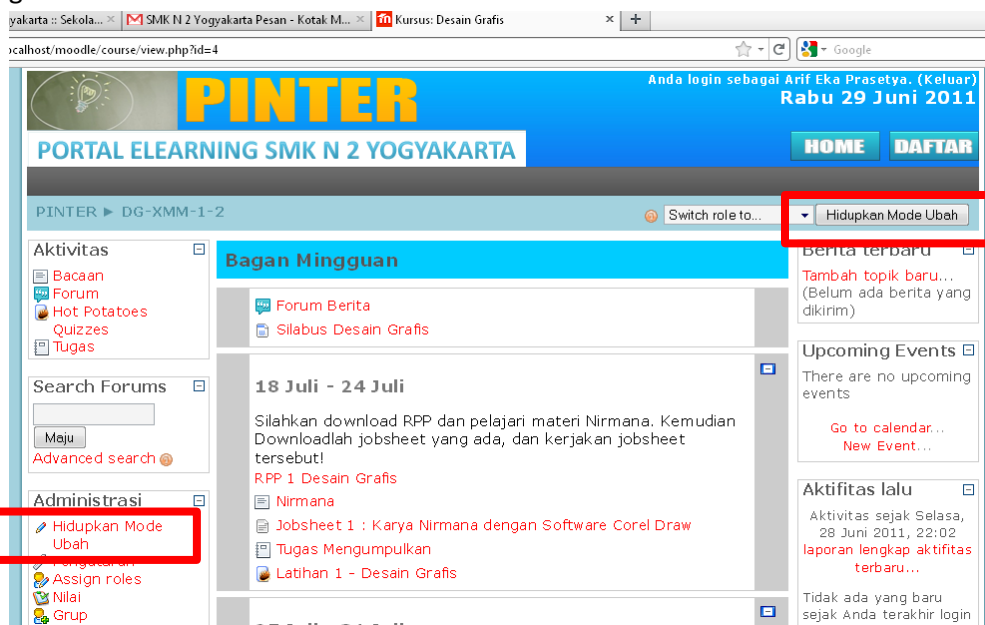 yakarta :: Sekola...
SMK N 2 Yogyakarta Pesan - Kotak M...
Kursus: Desain Grafis
ocalhost/moodle/course/view.php?id=4
Google
PINTER
PORTAL ELEARNING SMK N 2 YOGYAKARTA
Anda login sebagai Arif Eka Prasetya. (Keluar)
Rabu 29 Juni 2011
HOME DAFTAR
PINTER ► DG-XMM-1-2
Switch role to...
Hidupkan Mode Ubah
Aktivitas
Bacaan
Forum
Hot Potatoes
Quizzes
Tugas
Search Forums
Maju
Advanced search
Administrasi
Hidupkan Mode
Ubah
Pengaturan
Assign roles
Nilai
Grup
Bagan Mingguan
Forum Berita
Silabus Desain Grafis
18 Juli - 24 Juli
Silahkan download RPP dan pelajari materi Nirmana. Kemudian
Downloadlah jobsheet yang ada, dan kerjakan jobsheet
tersebut!
RPP 1 Desain Grafis
Nirmana
Jobsheet 1 : Karya Nirmana dengan Software Corel Draw
Tugas Mengumpulkan
Latihan 1 - Desain Grafis
Berita terbaru
Tambah topik baru...
(Belum ada berita yang
dikirim)
Upcoming Events
There are no upcoming
events
Go to calendar...
New Event...
Aktifitas lalu
Aktivitas sejak Selasa,
28 Juni 2011, 22:02
laporan lengkap aktifitas
terbaru...
Tidak ada yang baru
sejak Anda terakhir login